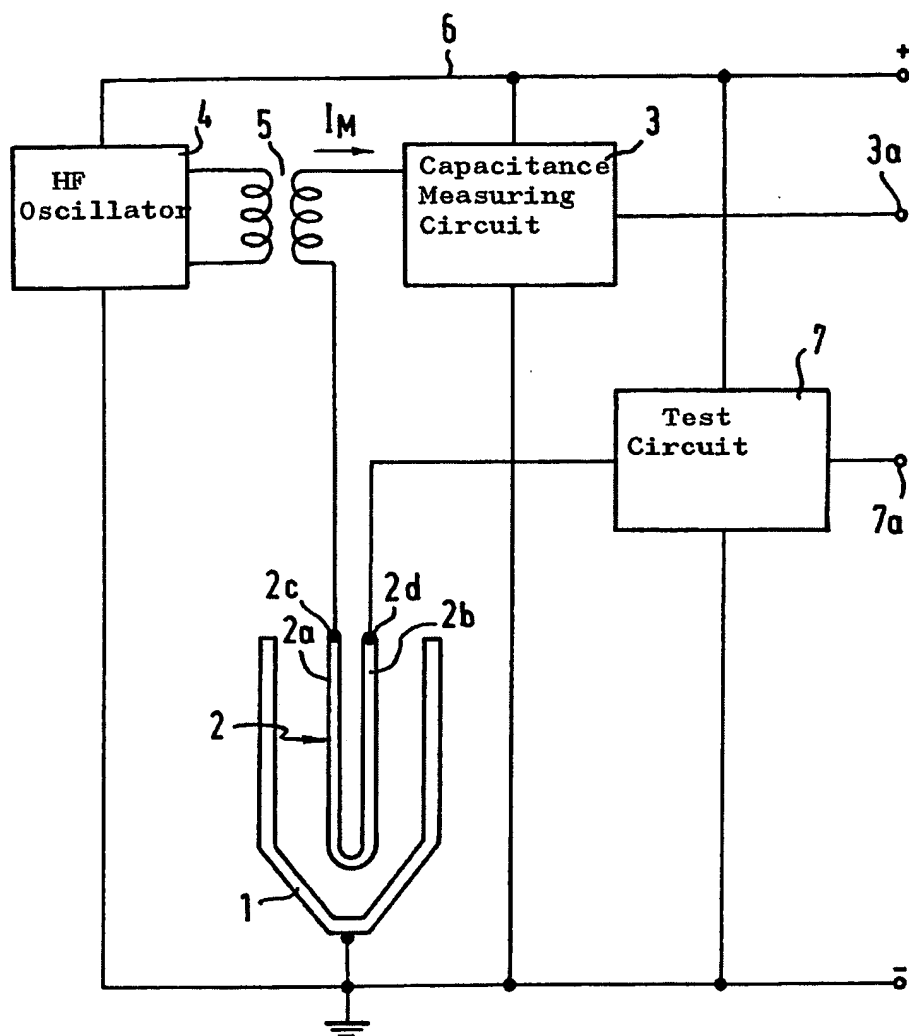 6
+
4
5
I_M
3
3a
HF
Oscillator
Capacitance
Measuring
Circuit
7
Test
Circuit
7a
2c
2d
2a
2b
2
1
-